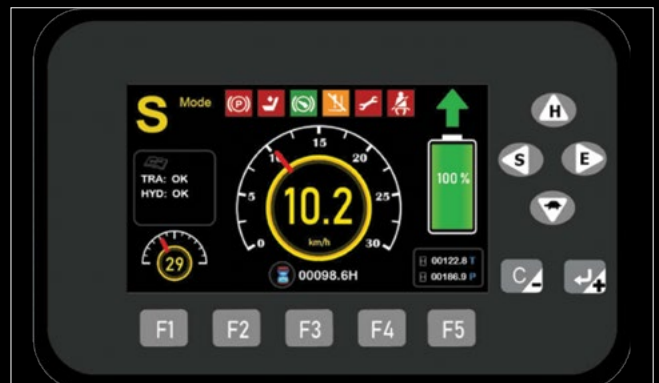 S Mode
P
15
10
20
5
25
0
30
TRA: OK
HYD: OK
10.2
km/h
100 %
29
00098.6H
00122.8 T
00186.9 P
H
S E
C -
+
F1 F2 F3 F4 F5